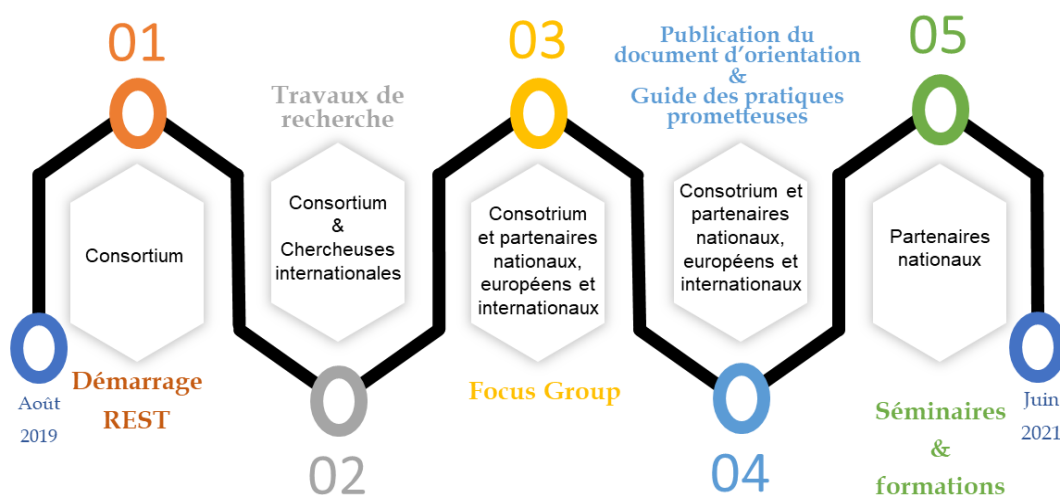 01
Consortium
Démarrage
REST
Août
2019
Travaux de
recherche
Consortium
&
Chercheuses
internationales
02
03
Consotrium
et partenaires
nationaux,
européens et
internationaux
Focus Group
Publication du
document d'orientation
&
Guide des pratiques
prometteuses
Consotrium et
partenaires
nationaux,
européens et
internationaux
04
05
Partenaires
nationaux
Séminaires
&
formations
Juin
2021